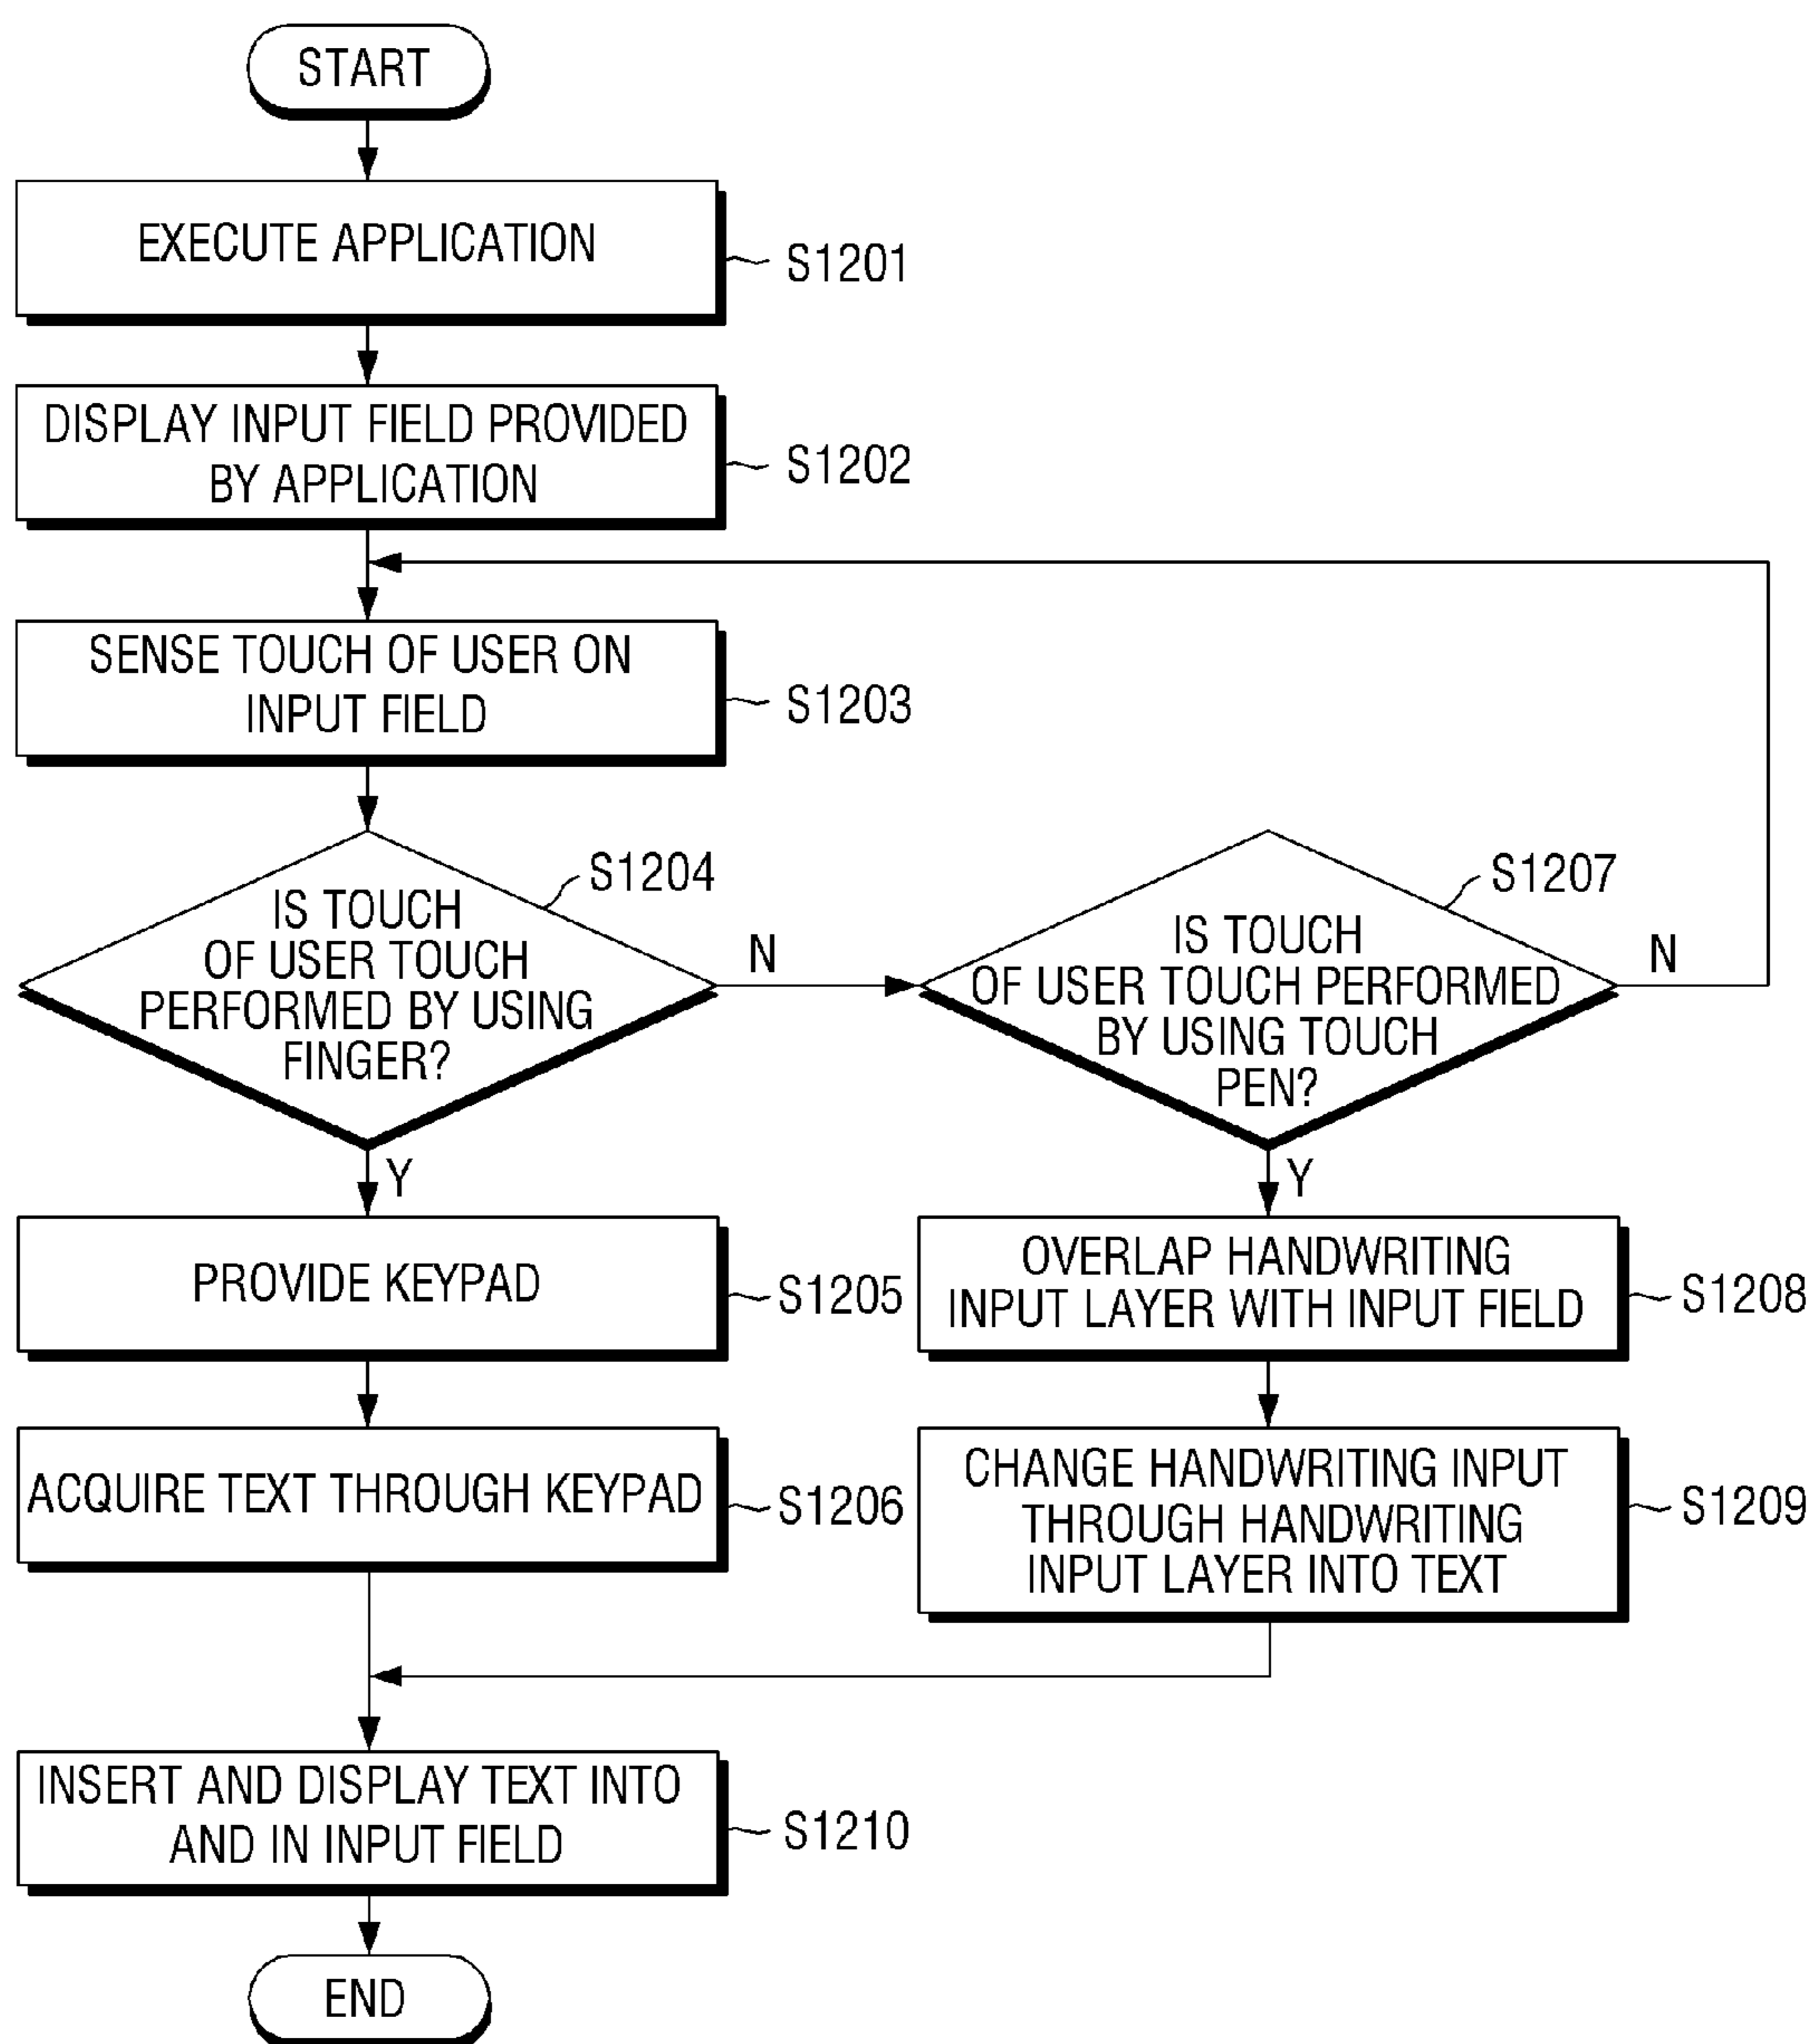 START
EXECUTE APPLICATION
S1201
DISPLAY INPUT FIELD PROVIDED
BY APPLICATION
S1202
SENSE TOUCH OF USER ON
INPUT FIELD
S1203
S1204
IS TOUCH
OF USER TOUCH
PERFORMED BY USING
FINGER?
N
Y
S1207
IS TOUCH
OF USER TOUCH PERFORMED
BY USING TOUCH
PEN?
N
Y
PROVIDE KEYPAD
S1205
OVERLAP HANDWRITING
INPUT LAYER WITH INPUT FIELD
S1208
ACQUIRE TEXT THROUGH KEYPAD
S1206
CHANGE HANDWRITING INPUT
THROUGH HANDWRITING
INPUT LAYER INTO TEXT
S1209
INSERT AND DISPLAY TEXT INTO
AND IN INPUT FIELD
S1210
END